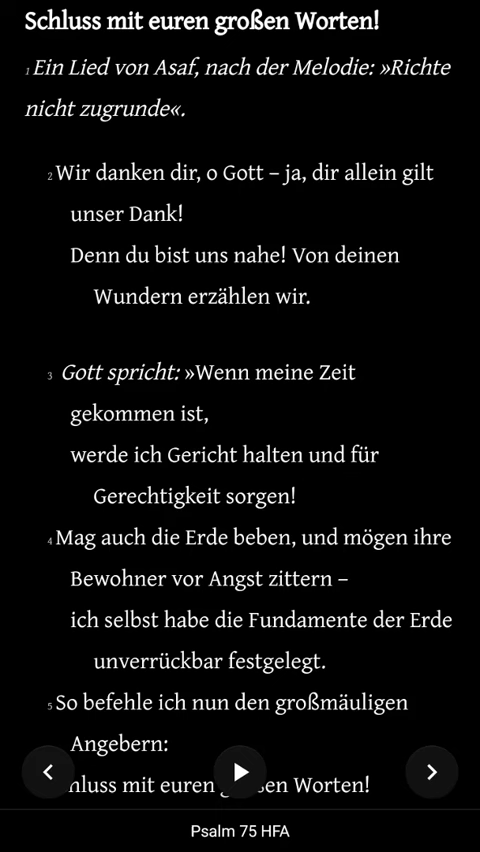 Schluss mit euren großen Worten!
1 Ein Lied von Asaf, nach der Melodie: »Richte
nicht zugrunde«.
2 Wir danken dir, o Gott – ja, dir allein gilt
unser Dank!
Denn du bist uns nahe! Von deinen
Wundern erzählen wir.
3 Gott spricht: »Wenn meine Zeit
gekommen ist,
werde ich Gericht halten und für
Gerechtigkeit sorgen!
4 Mag auch die Erde beben, und mögen ihre
Bewohner vor Angst zittern –
ich selbst habe die Fundamente der Erde
unverrückbar festgelegt.
5 So befehle ich nun den großmäuligen
Angebern:
hluss mit euren Worten!
Psalm 75 HFA